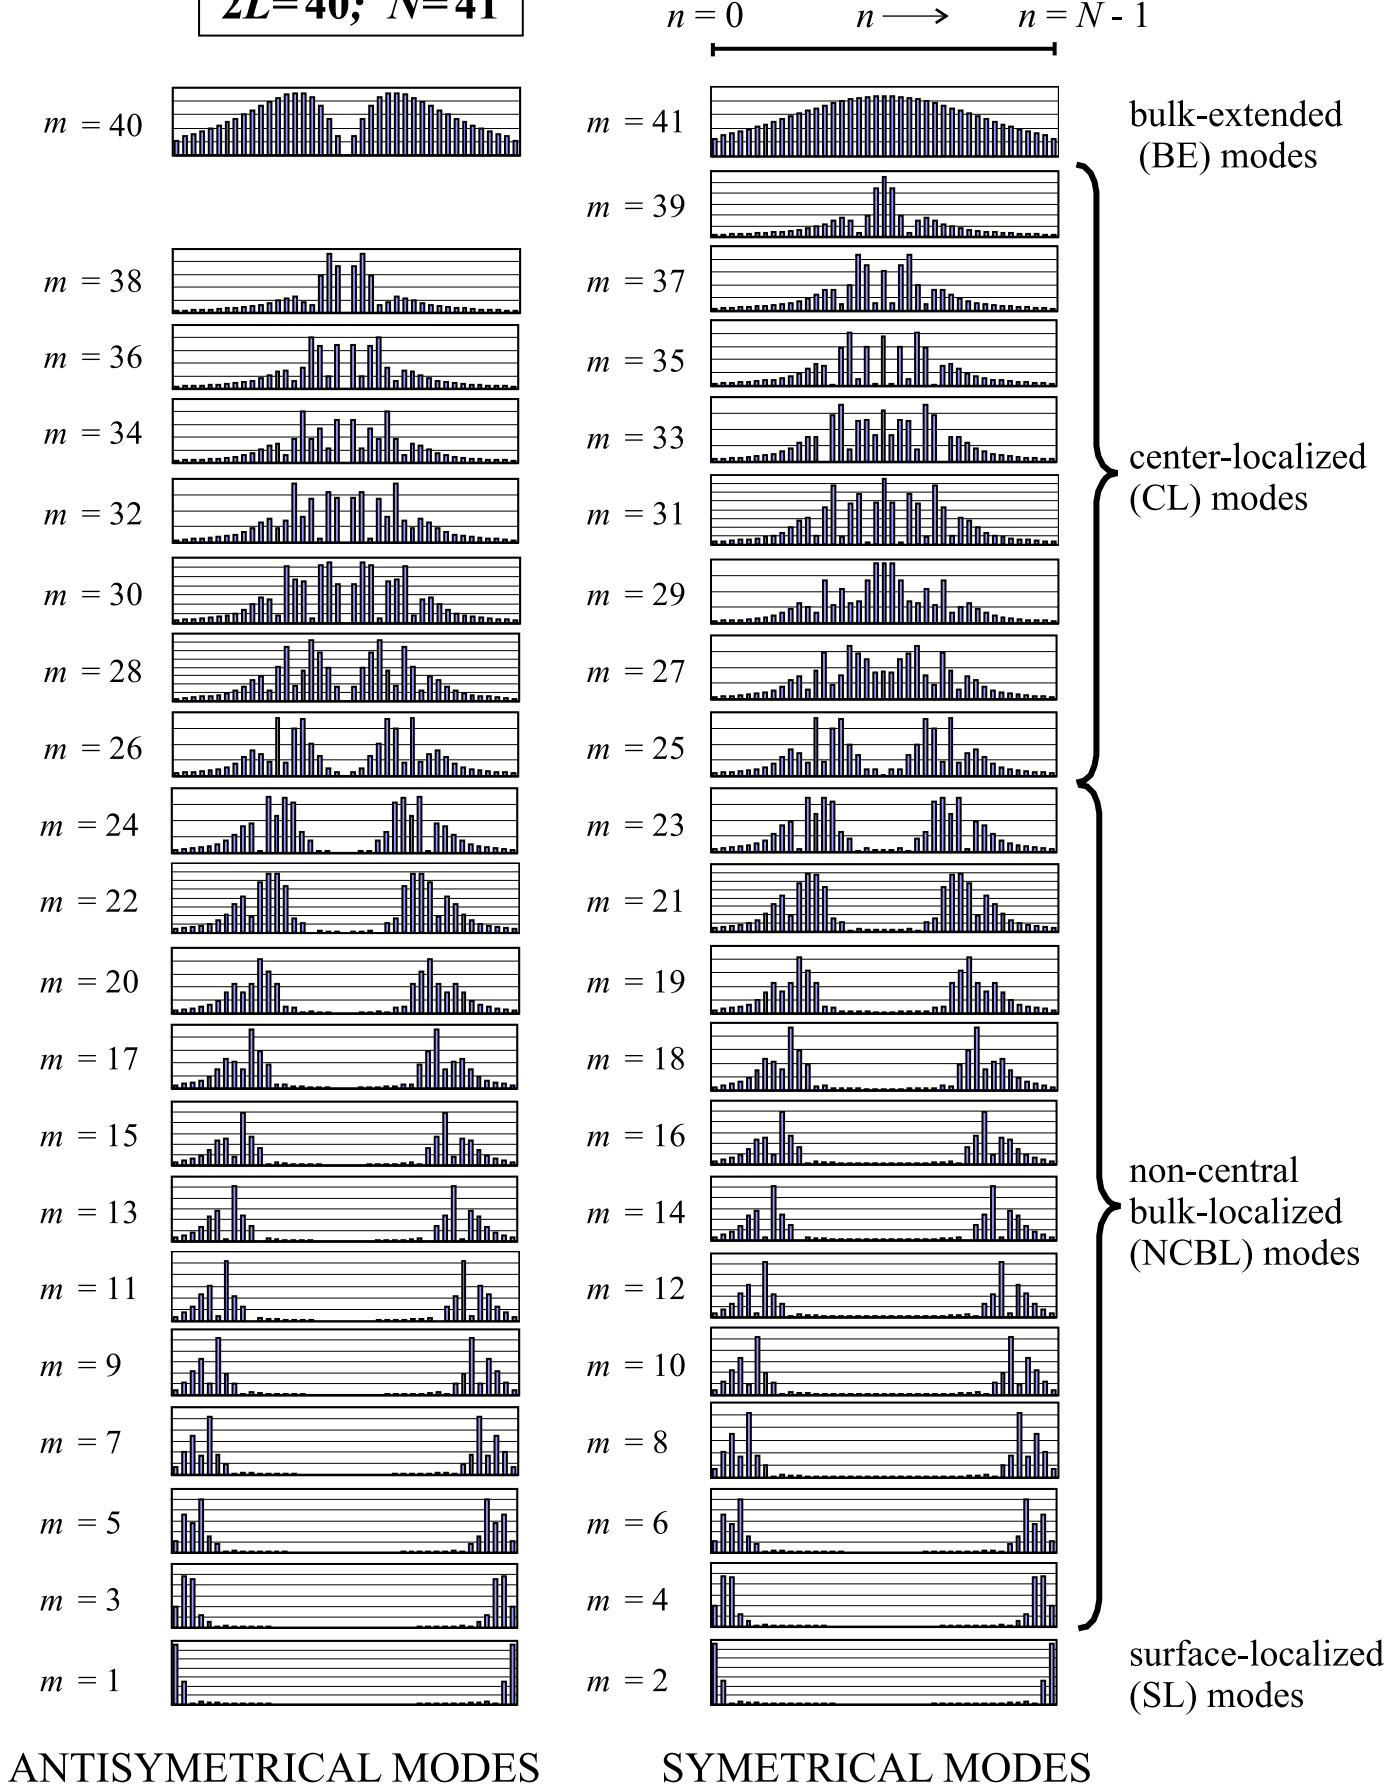 2L=40; N=41
n = 0 n → n = N - 1
m = 40 m = 41 bulk-extended
(BE) modes
m = 39
m = 38 m = 37
m = 36 m = 35
m = 34 m = 33 center-localized
m = 32 m = 31 (CL) modes
m = 30 m = 29
m = 28 m = 27
m = 26 m = 25
m = 24 m = 23
m = 22 m = 21
m = 20 m = 19
m = 17 m = 18
m = 15 m = 16 non-central
m = 13 m = 14 bulk-localized
m = 11 m = 12 (NCBL) modes
m = 9 m = 10
m = 7 m = 8
m = 5 m = 6
m = 3 m = 4
surface-localized
m = 1 m = 2 (SL) modes
ANTISYMETRICAL MODES SYMETRICAL MODES